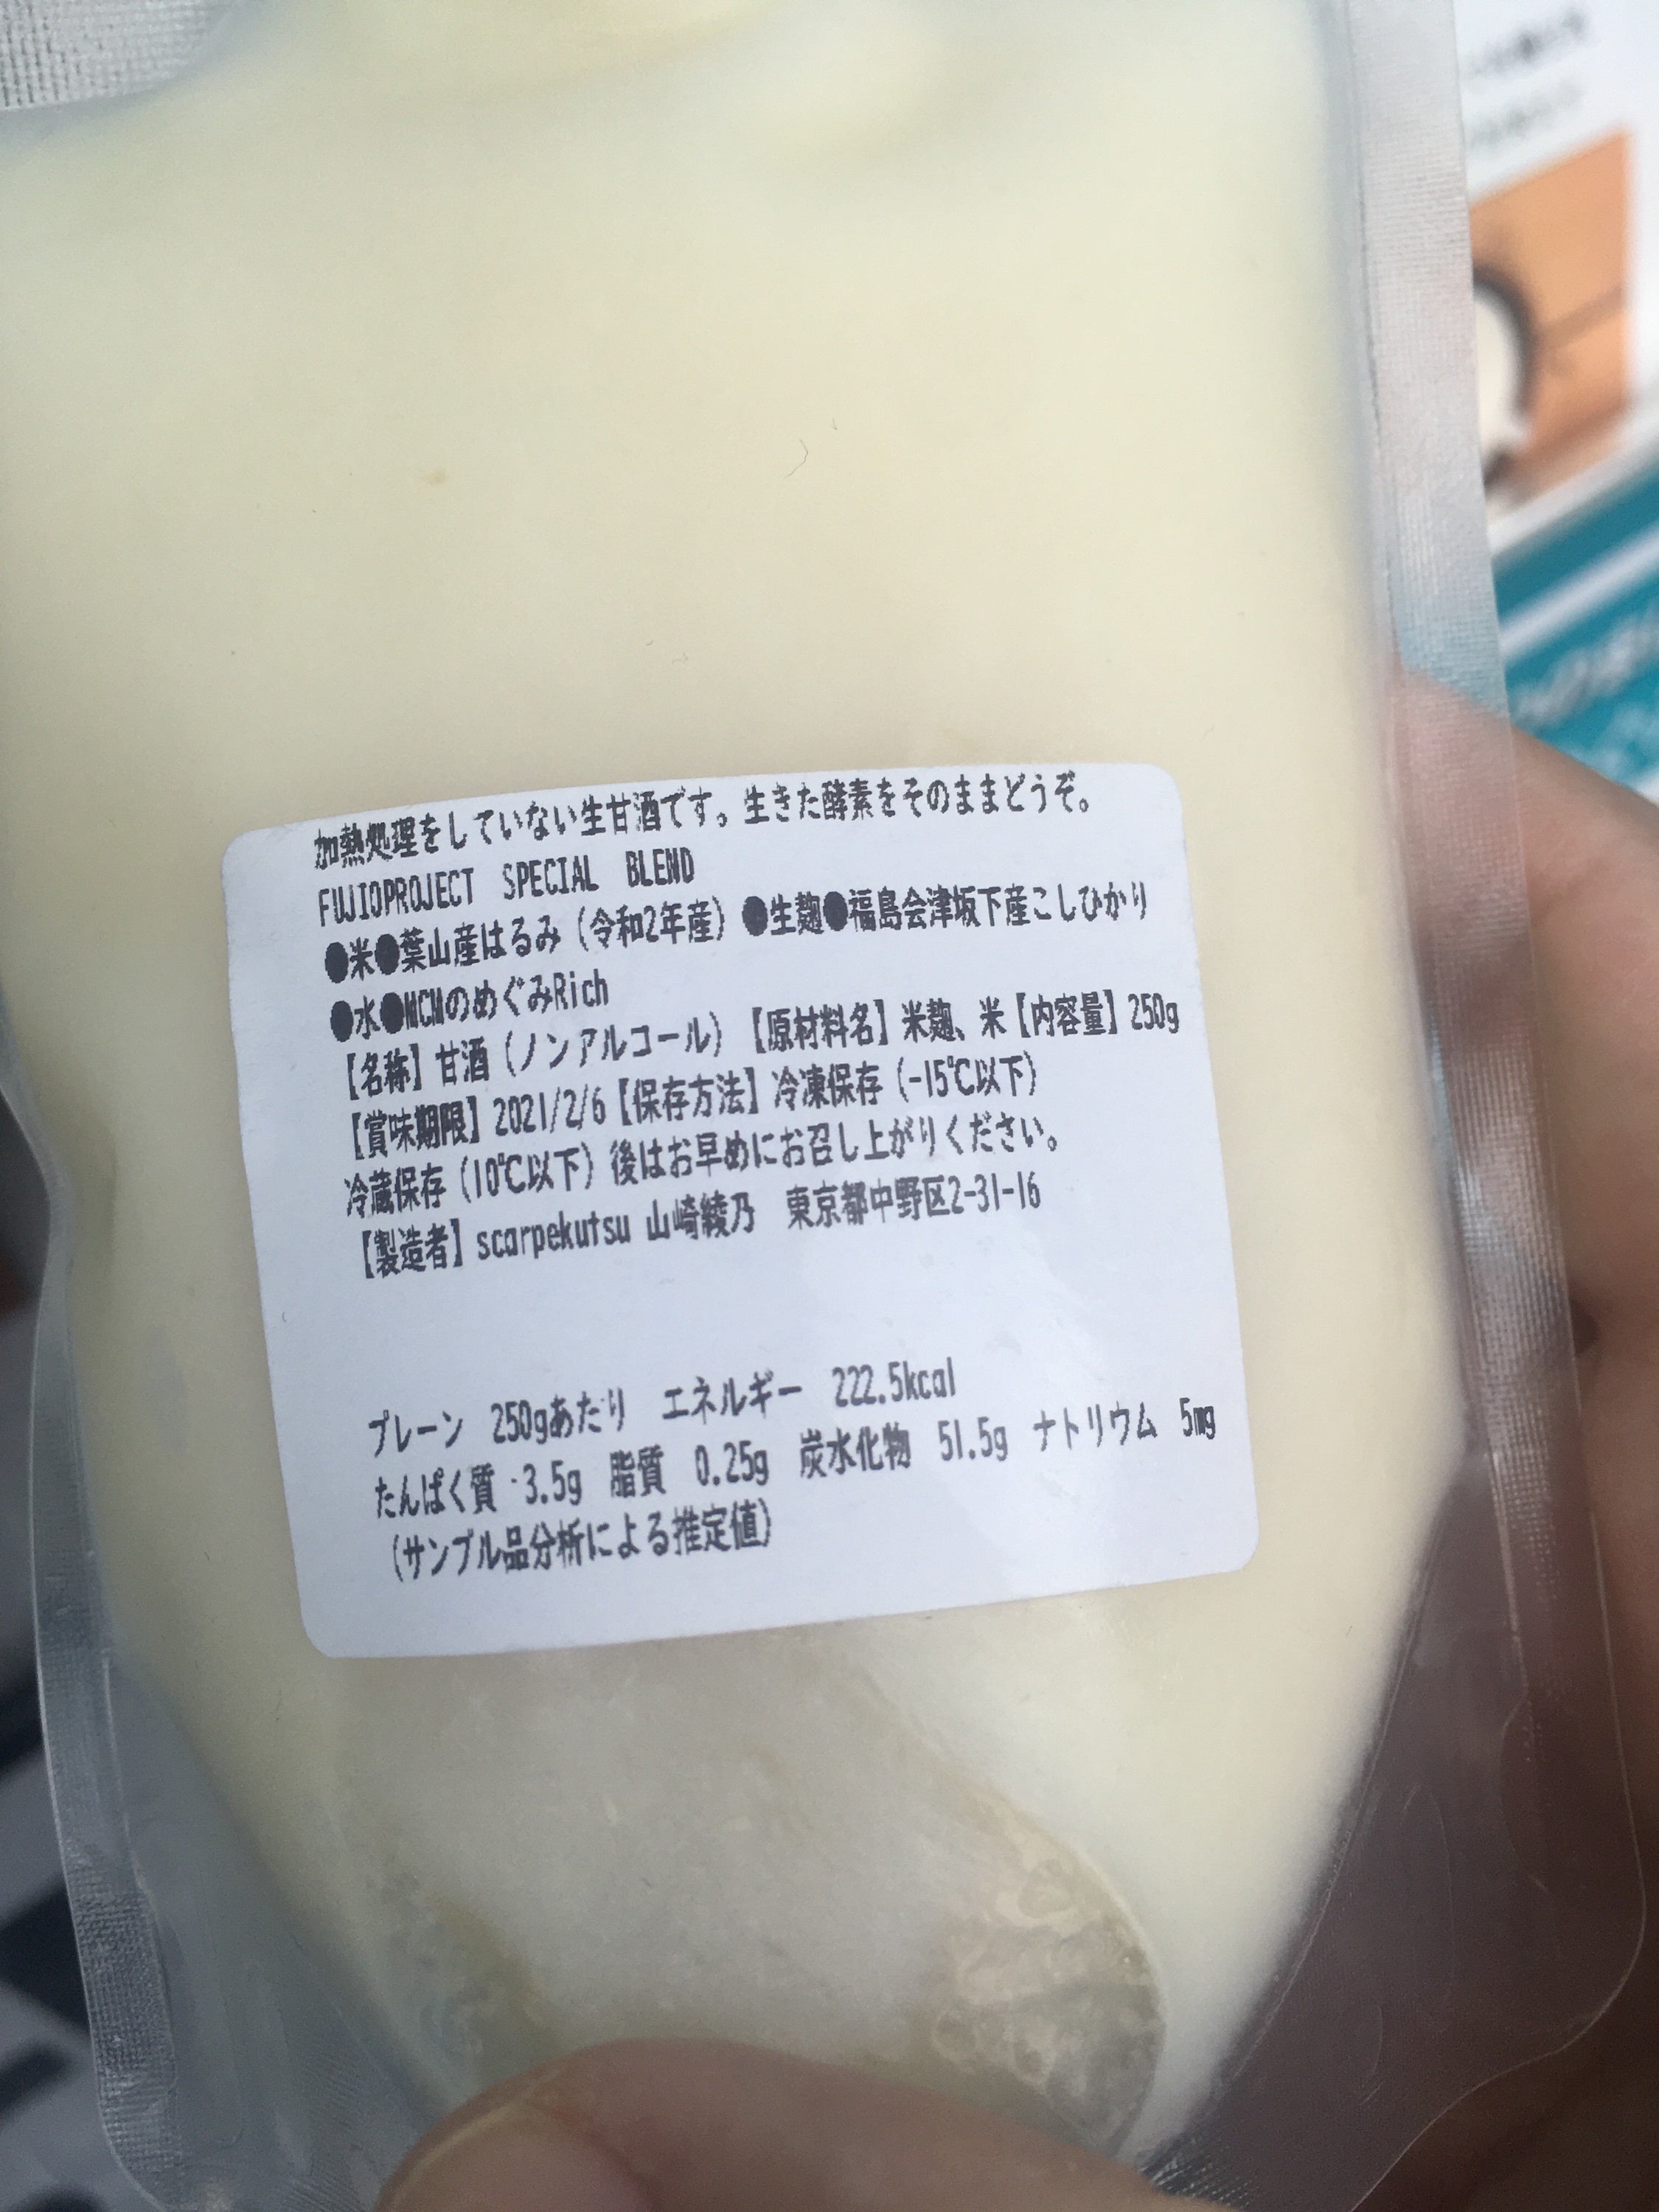 加熱処理をしていない生甘酒です。生きた酵素をそのままどうぞ。
FUJIOPROJECT SPECIAL BLEND
●米●葉山産はるみ（令和2年産）●生麹●福島会津坂下産こしひかり
●水●MCMのめぐみRich
【名称】甘酒（ノンアルコール）【原材料名】米麹、米【内容量】250g
【賞味期限】2021/2/6【保存方法】冷凍保存（-15℃以下）
冷蔵保存（10℃以下）後はお早めにお召し上がりください。
【製造者】scarpekutsu 山崎綾乃 東京都中野区2-31-16
プレーン 250gあたり エネルギー 222.5kcal
たんぱく質 3.5g 脂質 0.25g 炭水化物 51.5g ナトリウム 5mg
（サンプル品分析による推定値）